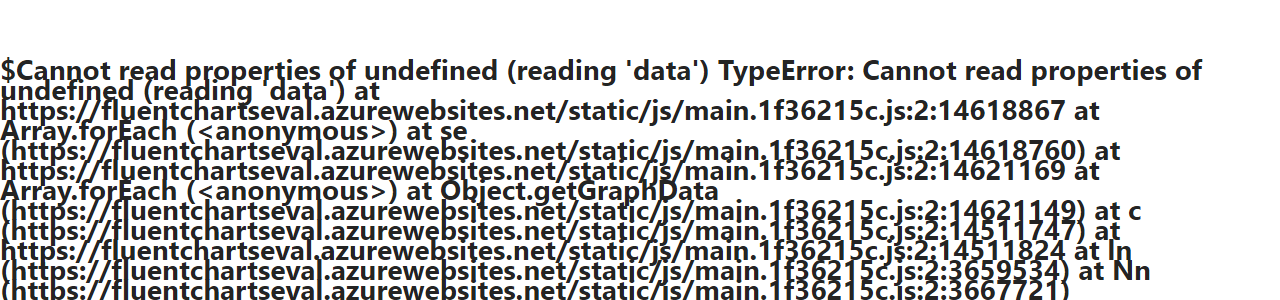 $Cannot read properties of undefined (reading 'data') TypeError: Cannot read properties of
undefined (reading 'data') at
https://fluentchartseval.azurewebsites.net/static/js/main.1f36215c.js:2:14618867 at
Array.forEach (<anonymous>) at se
(https://fluentchartseval.azurewebsites.net/static/js/main.1f36215c.js:2:14618760) at
https://fluentchartseval.azurewebsites.net/static/js/main.1f36215c.js:2:14621169 at
Array.forEach (<anonymous>) at Object.getGraphData
(https://fluentchartseval.azurewebsites.net/static/js/main.1f36215c.js:2:14621149) at c
(https://fluentchartseval.azurewebsites.net/static/js/main.1f36215c.js:2:14511747) at
https://fluentchartseval.azurewebsites.net/static/js/main.1f36215c.js:2:14511824 at In
(https://fluentchartseval.azurewebsites.net/static/js/main.1f36215c.js:2:3659534) at Nn
(https://fluentchartseval.azurewebsites.net/static/js/main.1f36215c.js:2:3667721)